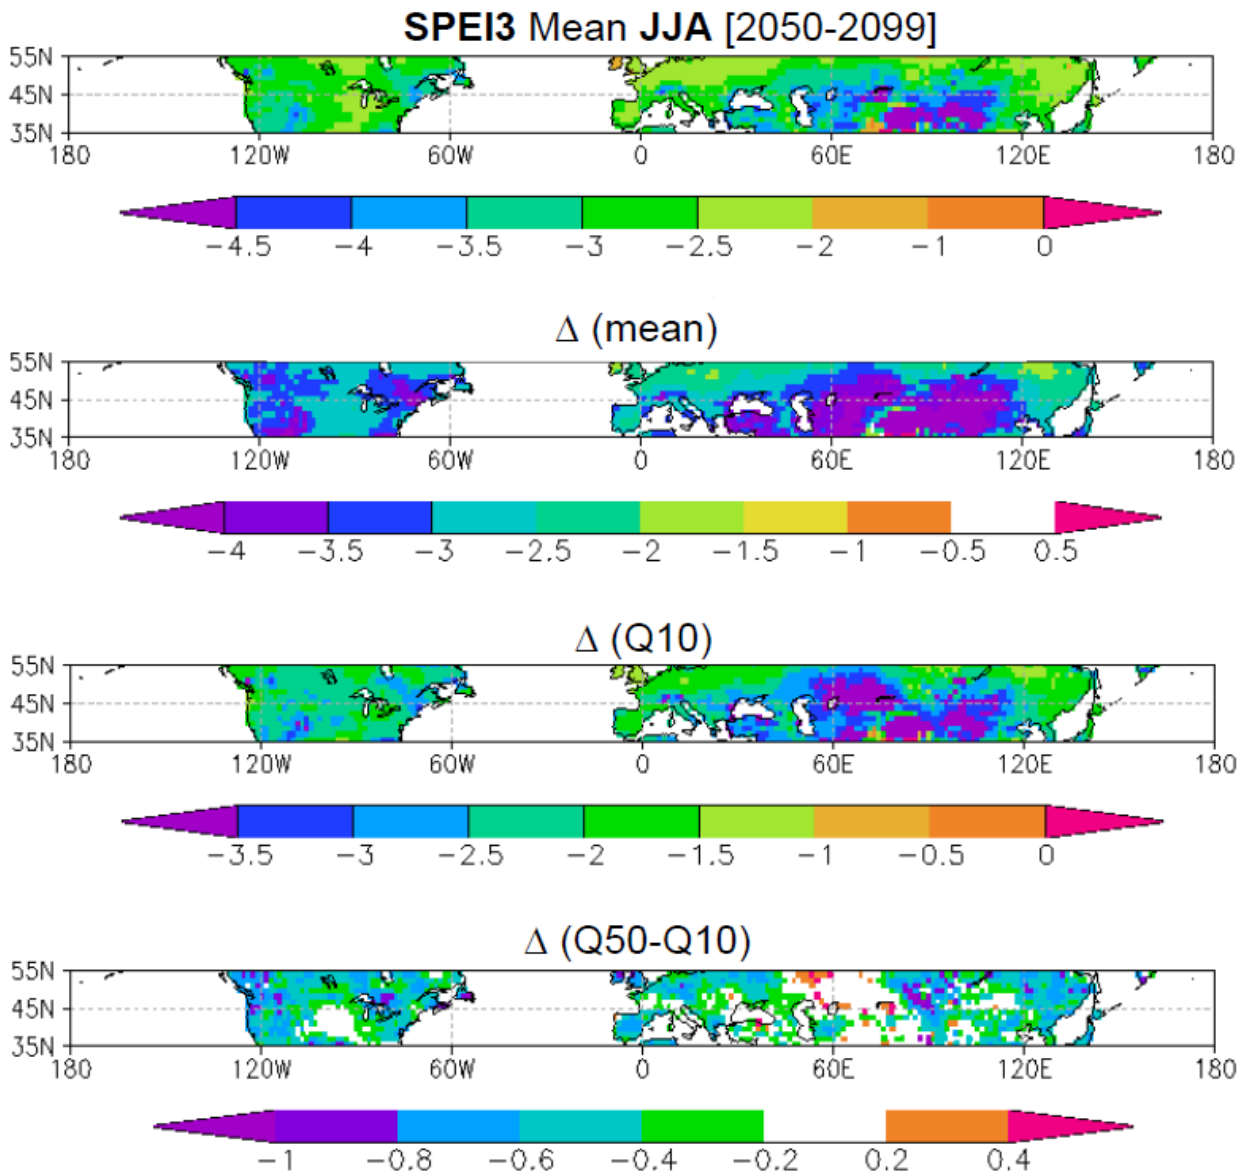 SPEI3 Mean JJA [2050-2099]
55N
45N
35N
180 120W 60W 0 60E 120E 180
−4.5 −4 −3.5 −3 −2.5 −2 −1 0
Δ (mean)
55N
45N
35N
180 120W 60W 0 60E 120E 180
−4 −3.5 −3 −2.5 −2 −1.5 −1 −0.5 0.5
Δ (Q10)
55N
45N
35N
180 120W 60W 0 60E 120E 180
−3.5 −3 −2.5 −2 −1.5 −1 −0.5 0
Δ (Q50-Q10)
55N
45N
35N
180 120W 60W 0 60E 120E 180
−1 −0.8 −0.6 −0.4 −0.2 0.2 0.4